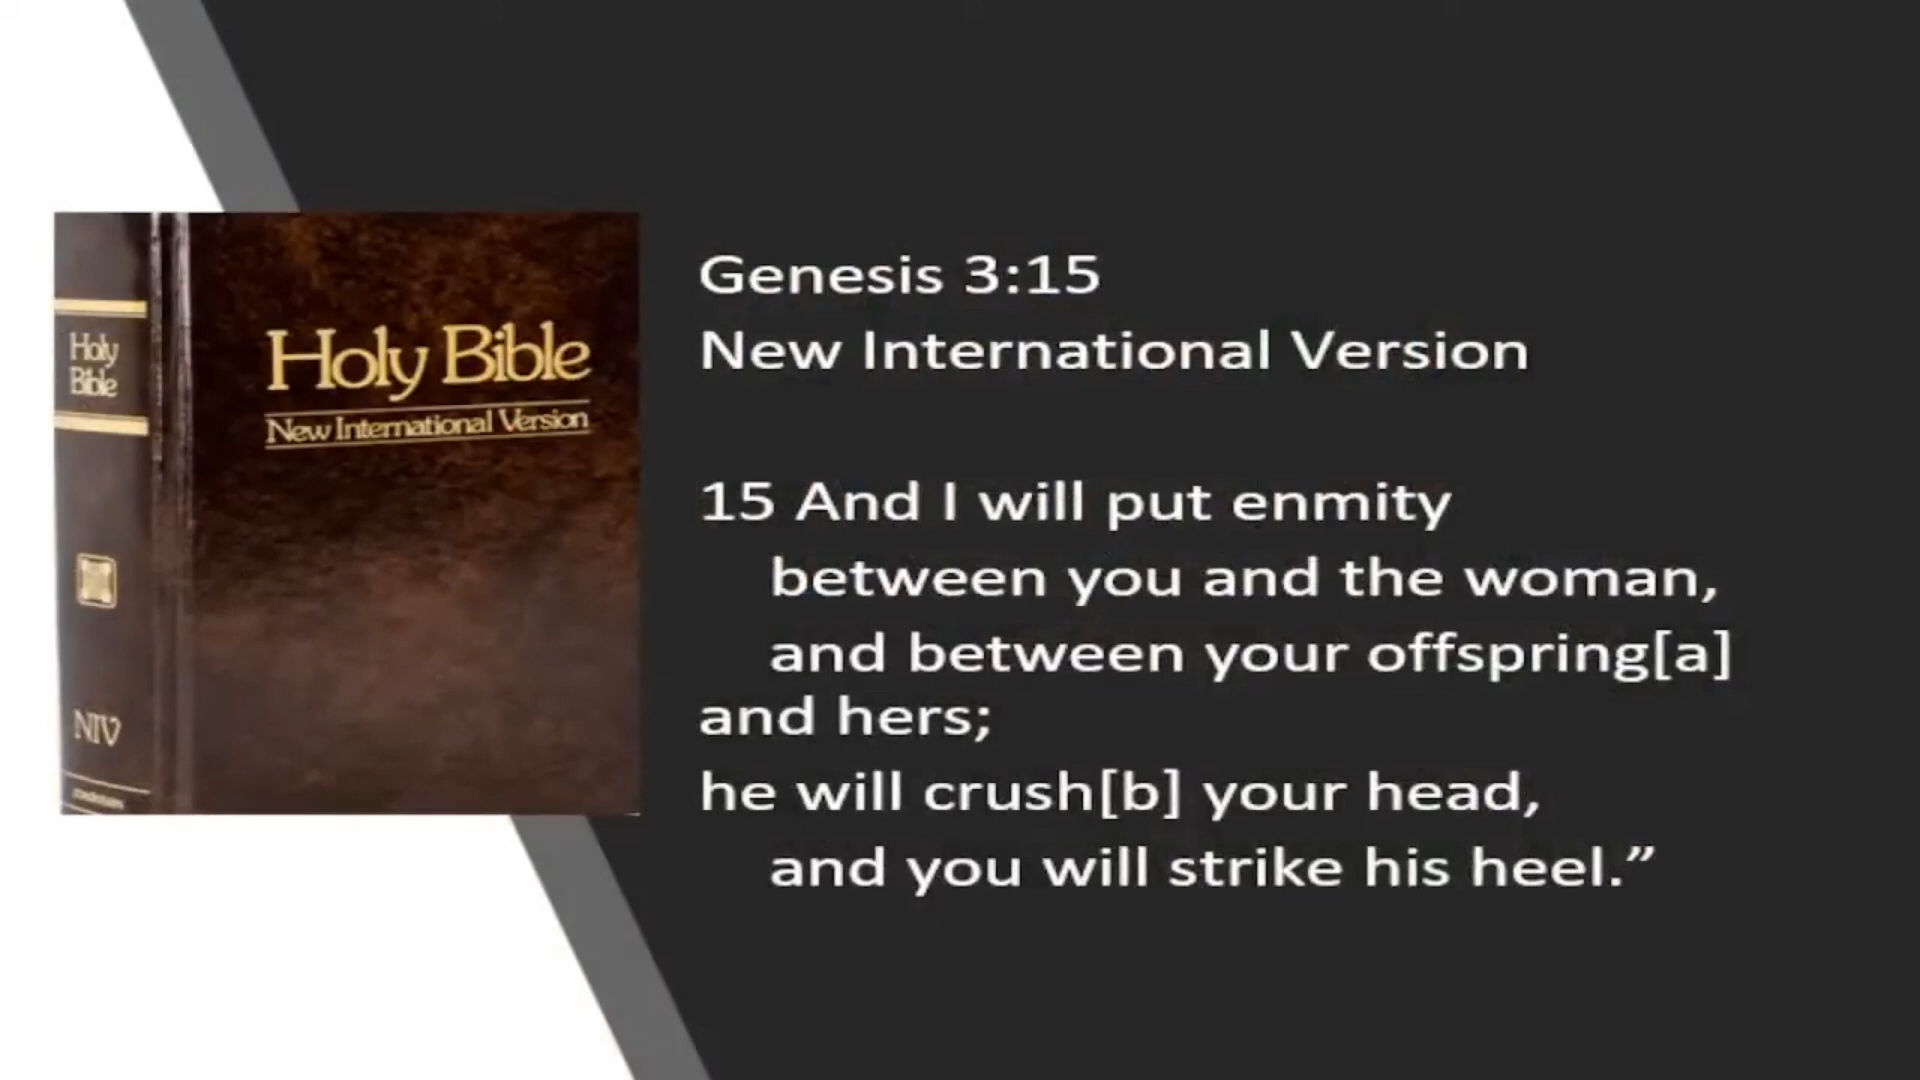 Holy
Bible
NIV
Holy Bible
New International Version
Genesis 3:15
New International Version
15 And I will put enmity
between you and the woman,
and between your offspring[a]
and hers;
he will crush[b] your head,
and you will strike his heel.”